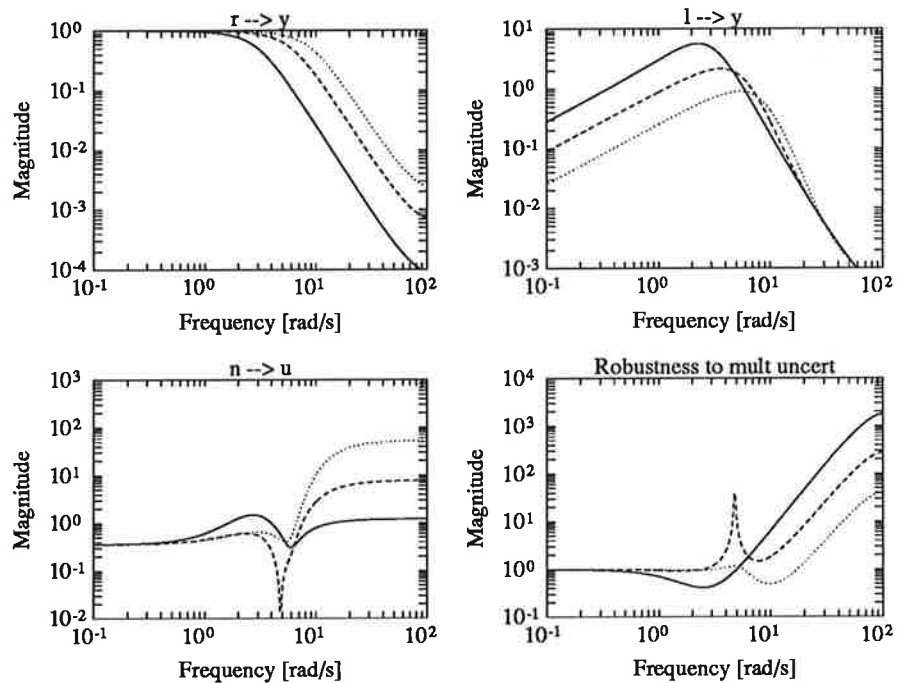 r --> y
10^0
10^-1
10^-2
10^-3
10^-4
Magnitude
10^-1 10^0 10^1 10^2
Frequency [rad/s]
l --> y
10^1
10^0
10^-1
10^-2
10^-3
Magnitude
10^-1 10^0 10^1 10^2
Frequency [rad/s]
n --> u
10^3
10^2
10^1
10^0
10^-1
10^-2
Magnitude
10^-1 10^0 10^1 10^2
Frequency [rad/s]
Robustness to mult uncert
10^4
10^3
10^2
10^1
10^0
10^-1
Magnitude
10^-1 10^0 10^1 10^2
Frequency [rad/s]